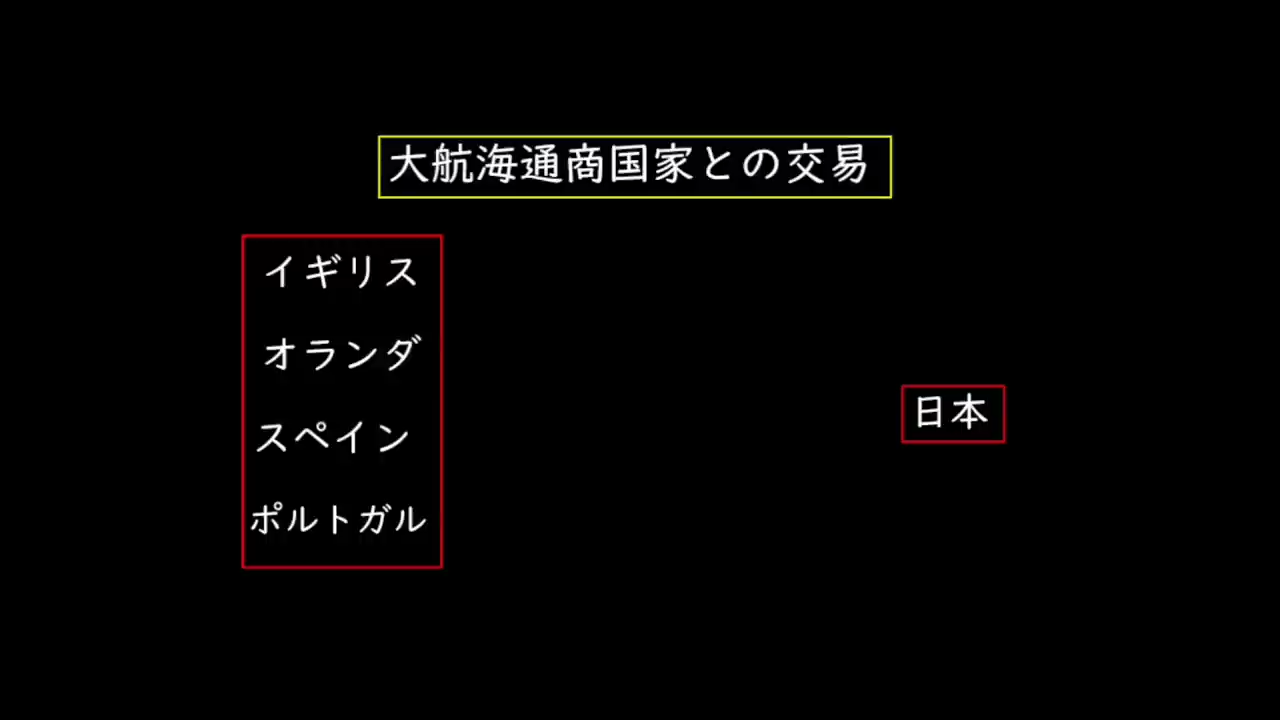 大航海通商国家との交易
イギリス
オランダ
スペイン
ポルトガル
日本